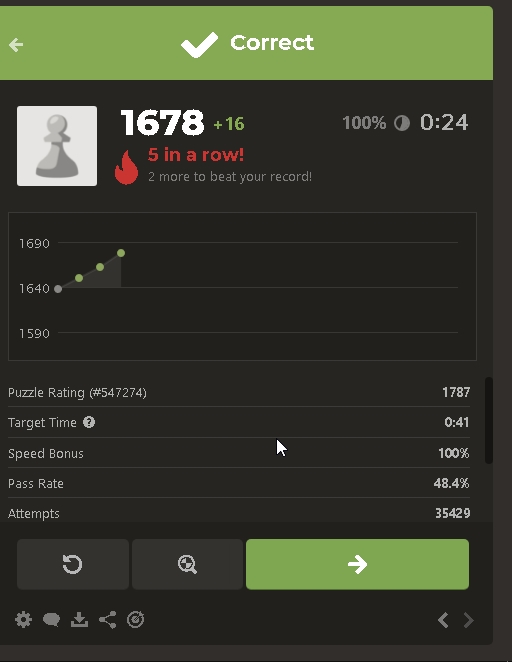 Correct
1678 +16
100% 0:24
5 in a row!
2 more to beat your record!
1690
1640
1590
Puzzle Rating (#547274) 1787
Target Time ? 0:41
Speed Bonus 100%
Pass Rate 48.4%
Attempts 35429